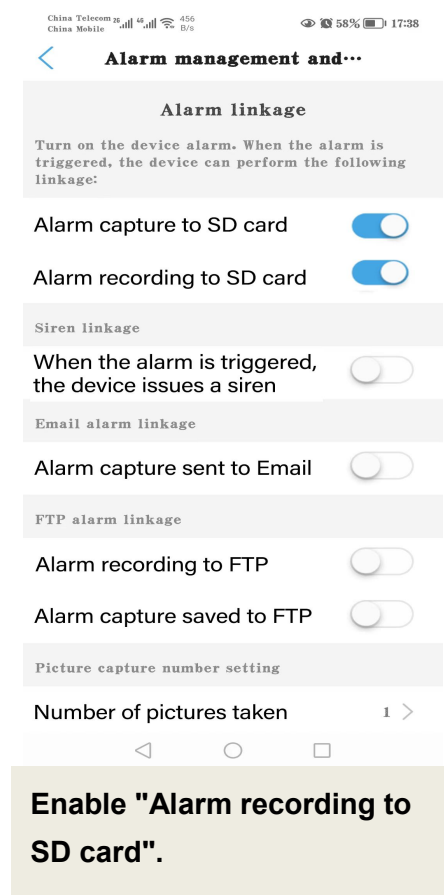 China Telecom 2G 4G 456
China Mobile B/s 58% 17:38
Alarm management and···
Alarm linkage
Turn on the device alarm. When the alarm is
triggered, the device can perform the following
linkage:
Alarm capture to SD card
Alarm recording to SD card
Siren linkage
When the alarm is triggered,
the device issues a siren
Email alarm linkage
Alarm capture sent to Email
FTP alarm linkage
Alarm recording to FTP
Alarm capture saved to FTP
Picture capture number setting
Number of pictures taken 1
Enable "Alarm recording to
SD card".